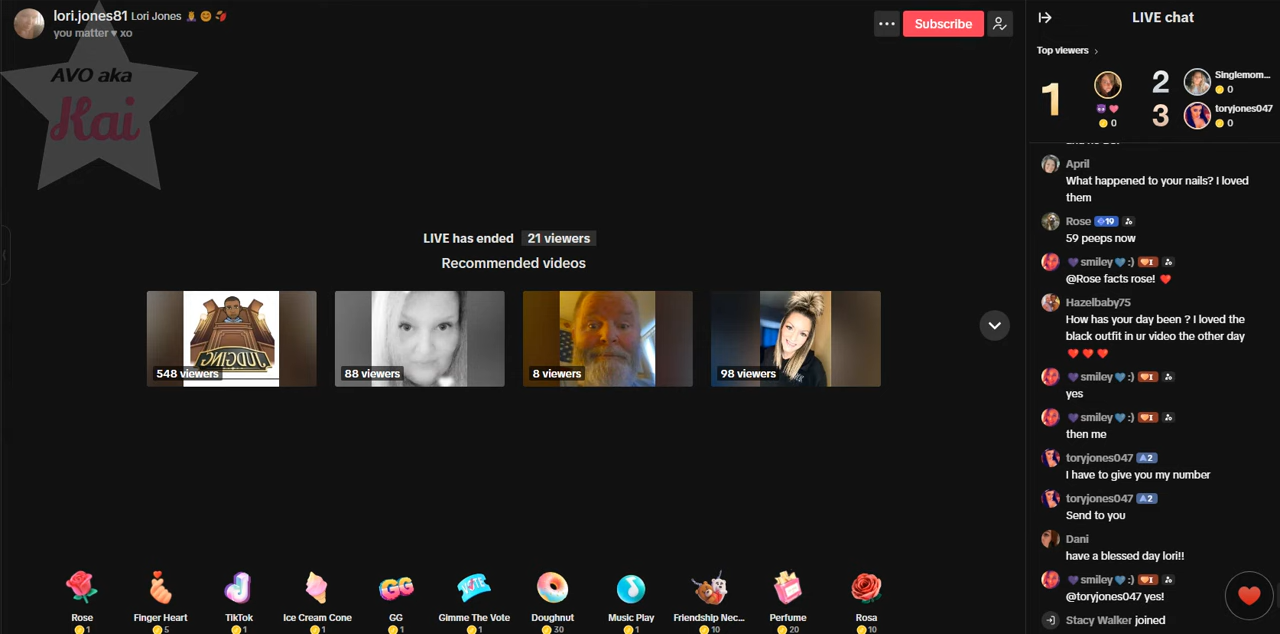 lori.jones81 Lori Jones
you matter ♥ xo
AVO aka
Kai
Subscribe
LIVE has ended 21 viewers
Recommended videos
JUDGING
548 viewers
88 viewers
8 viewers
98 viewers
Rose
1
Finger Heart
5
TikTok
1
Ice Cream Cone
1
GG
GG
1
VOTE
Gimme The Vote
1
Doughnut
30
Music Play
1
Friendship Nec...
10
Perfume
20
Rosa
10
LIVE chat
Top viewers >
1
😈💗
0
2
Singlemom...
0
3
toryjones047
0
April
What happened to your nails? I loved
them
Rose 19
59 peeps now
💜smiley💙:) I
@Rose facts rose! ❤️
Hazelbaby75
How has your day been ? I loved the
black outfit in ur video the other day
❤️❤️❤️
💜smiley💙:) I
yes
💜smiley💙:) I
then me
toryjones047 2
I have to give you my number
toryjones047 2
Send to you
Dani
have a blessed day lori!!
💜smiley💙:) I
@toryjones047 yes!
Stacy Walker joined